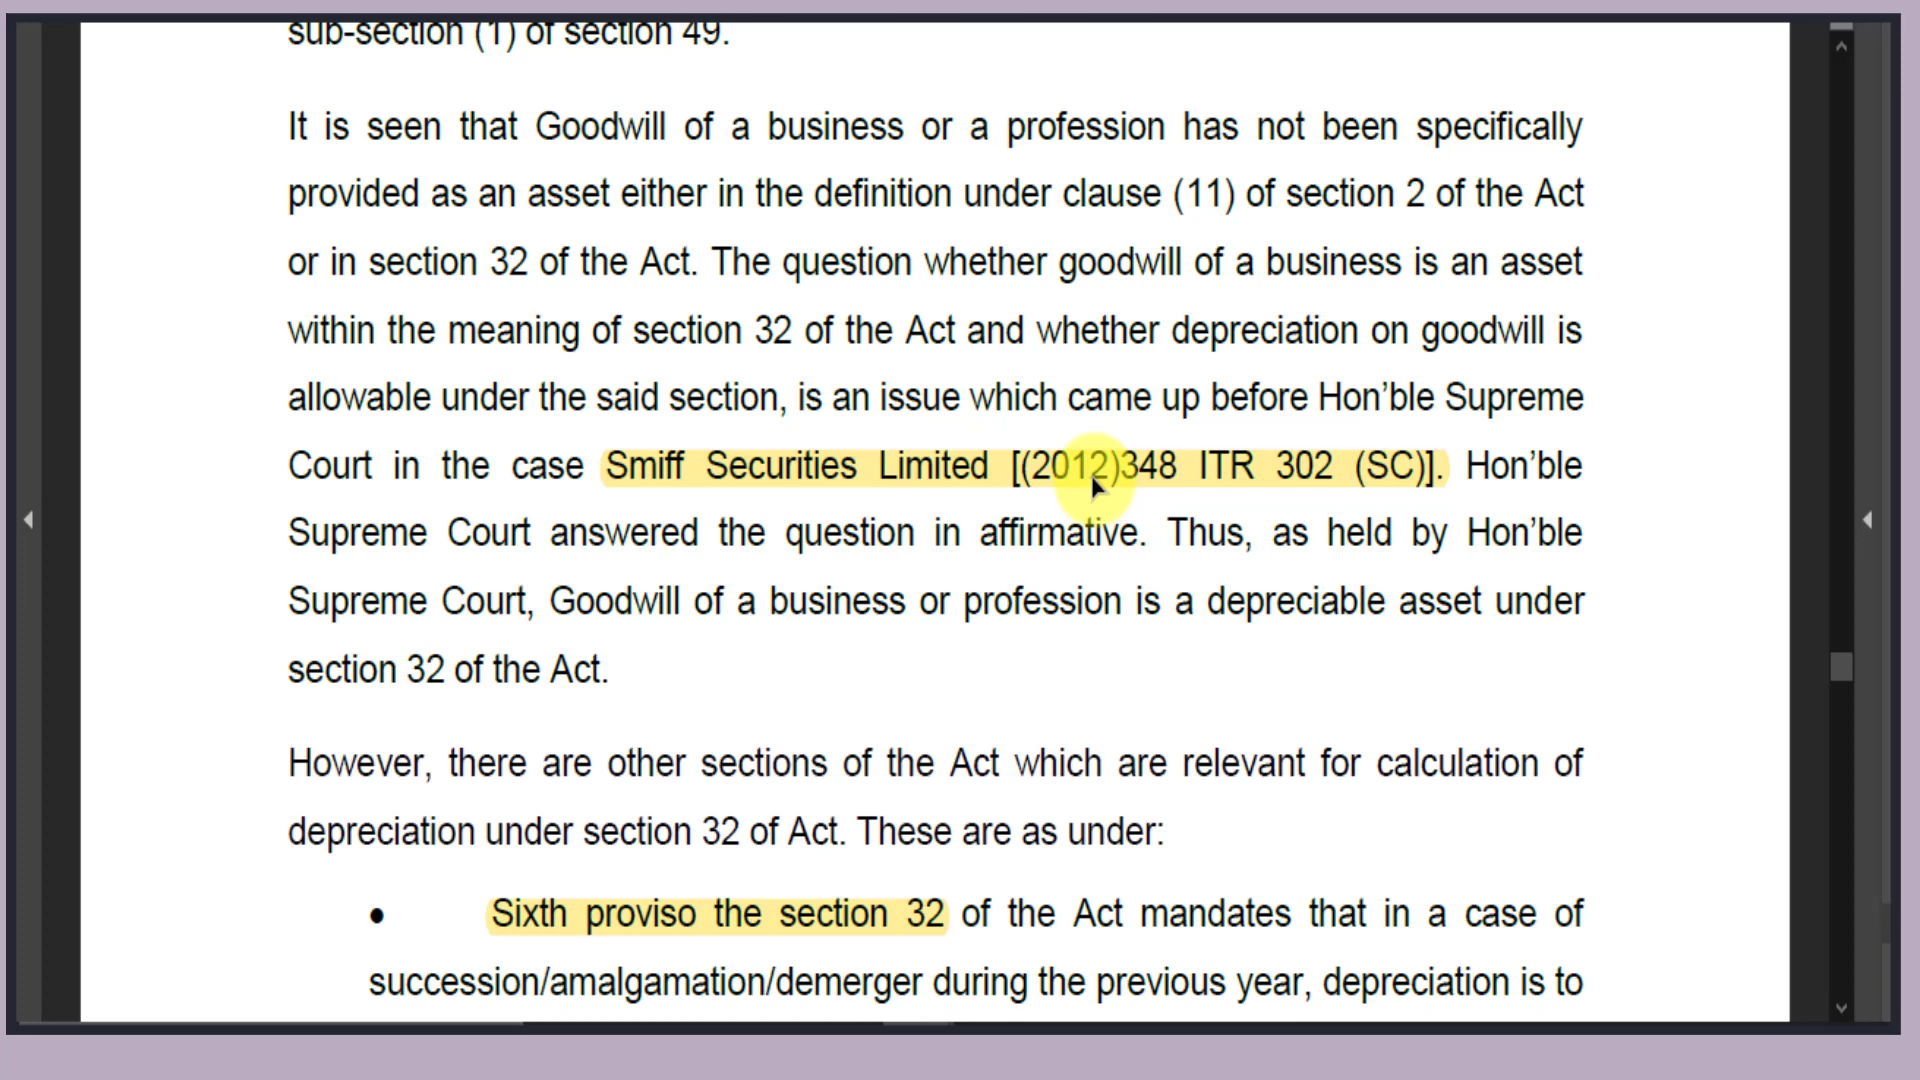 sub-section (1) of section 49.
It is seen that Goodwill of a business or a profession has not been specifically
provided as an asset either in the definition under clause (11) of section 2 of the Act
or in section 32 of the Act. The question whether goodwill of a business is an asset
within the meaning of section 32 of the Act and whether depreciation on goodwill is
allowable under the said section, is an issue which came up before Hon’ble Supreme
Court in the case Smiff Securities Limited [(2012)348 ITR 302 (SC)]. Hon’ble
Supreme Court answered the question in affirmative. Thus, as held by Hon’ble
Supreme Court, Goodwill of a business or profession is a depreciable asset under
section 32 of the Act.
However, there are other sections of the Act which are relevant for calculation of
depreciation under section 32 of Act. These are as under:
• Sixth proviso the section 32 of the Act mandates that in a case of
succession/amalgamation/demerger during the previous year, depreciation is to